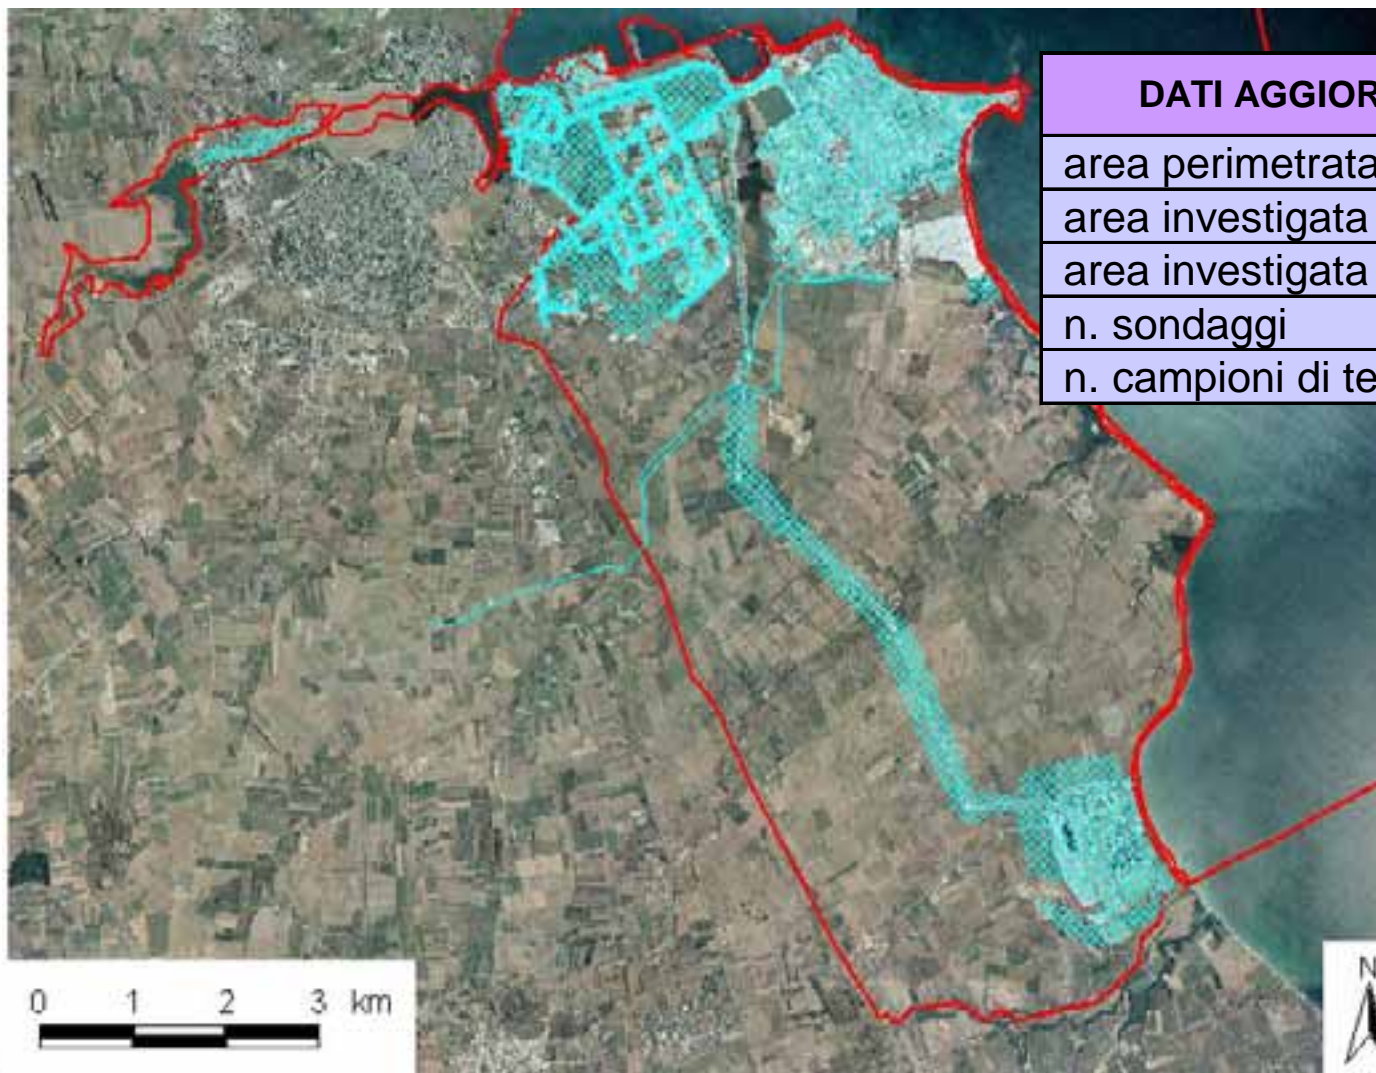 DATI AGGIOR
area perimetrata
area investigata
area investigata
n. sondaggi
n. campioni di te
0 1 2 3 km
N